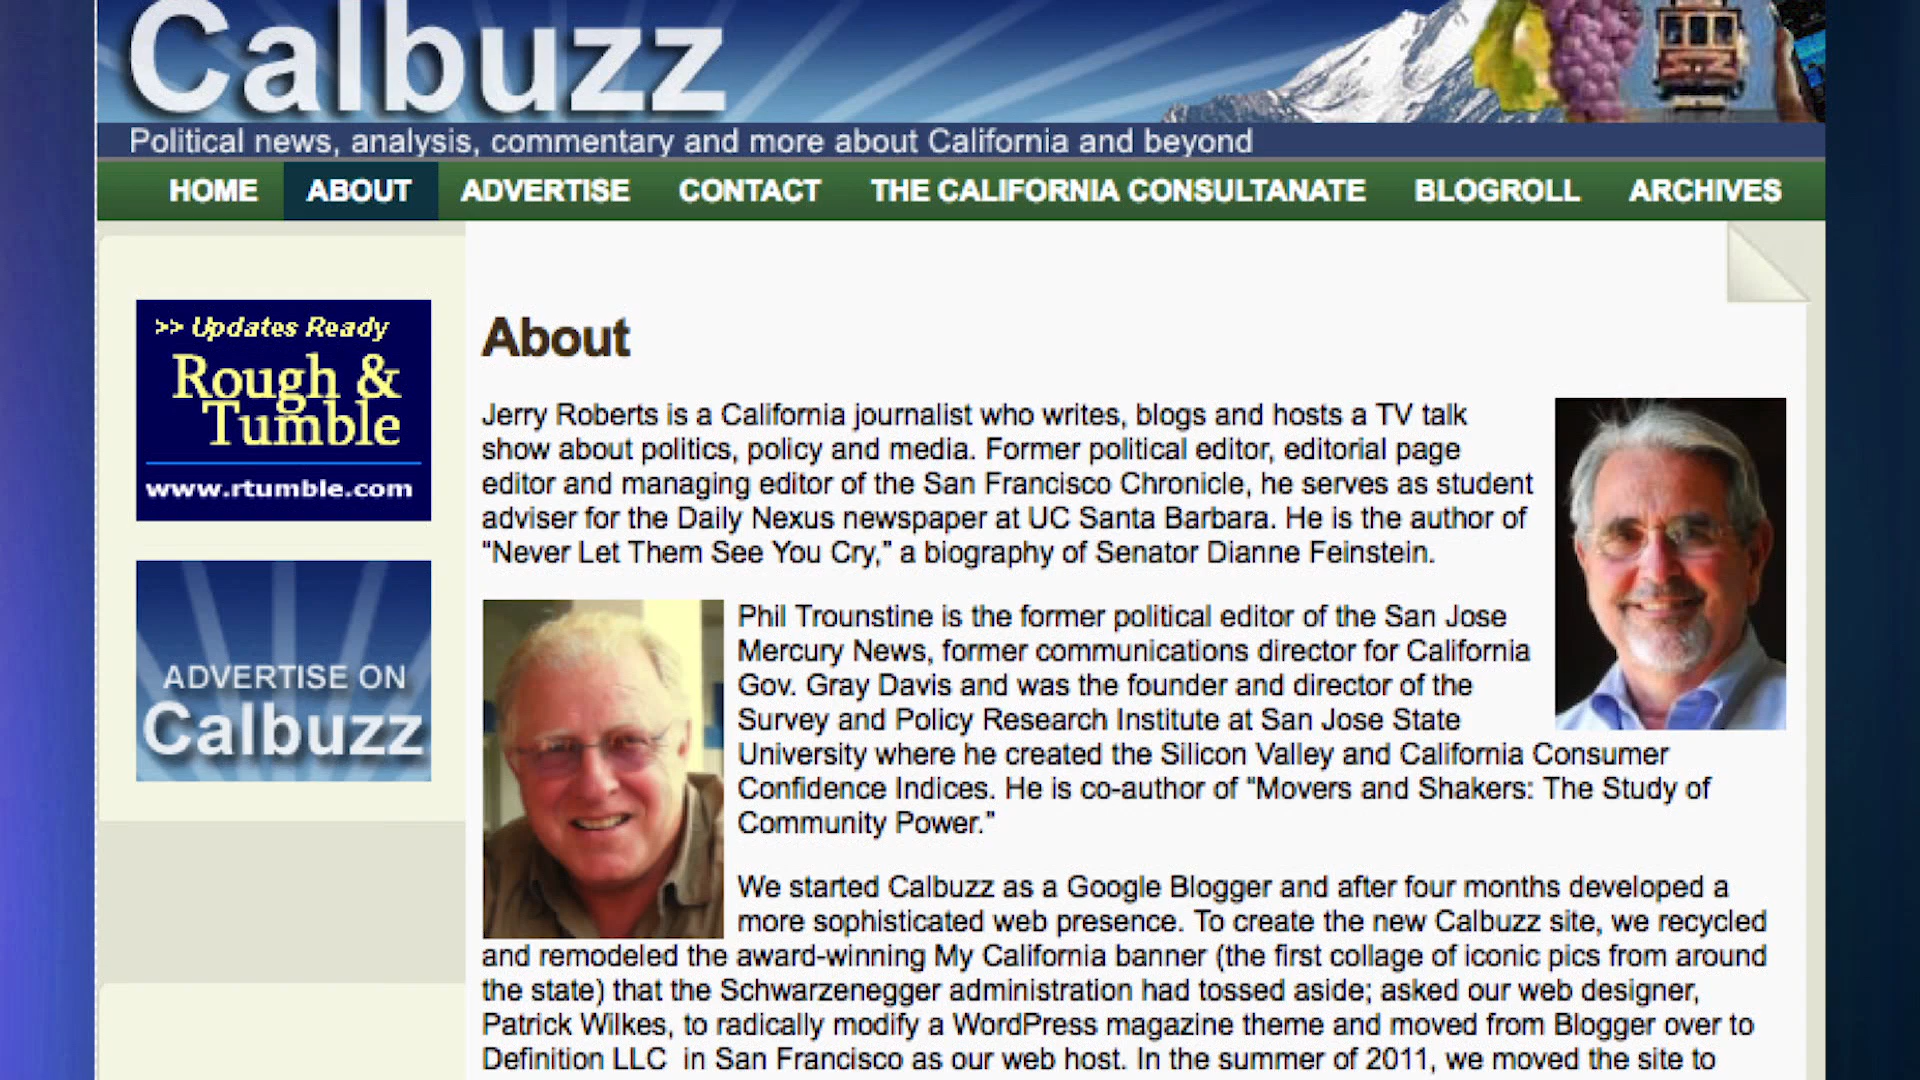 Calbuzz
Political news, analysis, commentary and more about California and beyond
HOME ABOUT ADVERTISE CONTACT THE CALIFORNIA CONSULTANATE BLOGROLL ARCHIVES
>> Updates Ready
Rough &
Tumble
www.rtumble.com
ADVERTISE ON
Calbuzz
About
Jerry Roberts is a California journalist who writes, blogs and hosts a TV talk
show about politics, policy and media. Former political editor, editorial page
editor and managing editor of the San Francisco Chronicle, he serves as student
adviser for the Daily Nexus newspaper at UC Santa Barbara. He is the author of
“Never Let Them See You Cry,” a biography of Senator Dianne Feinstein.
Phil Trounstine is the former political editor of the San Jose
Mercury News, former communications director for California
Gov. Gray Davis and was the founder and director of the
Survey and Policy Research Institute at San Jose State
University where he created the Silicon Valley and California Consumer
Confidence Indices. He is co-author of “Movers and Shakers: The Study of
Community Power.”
We started Calbuzz as a Google Blogger and after four months developed a
more sophisticated web presence. To create the new Calbuzz site, we recycled
and remodeled the award-winning My California banner (the first collage of iconic pics from around
the state) that the Schwarzenegger administration had tossed aside; asked our web designer,
Patrick Wilkes, to radically modify a WordPress magazine theme and moved from Blogger over to
Definition LLC in San Francisco as our web host. In the summer of 2011, we moved the site to